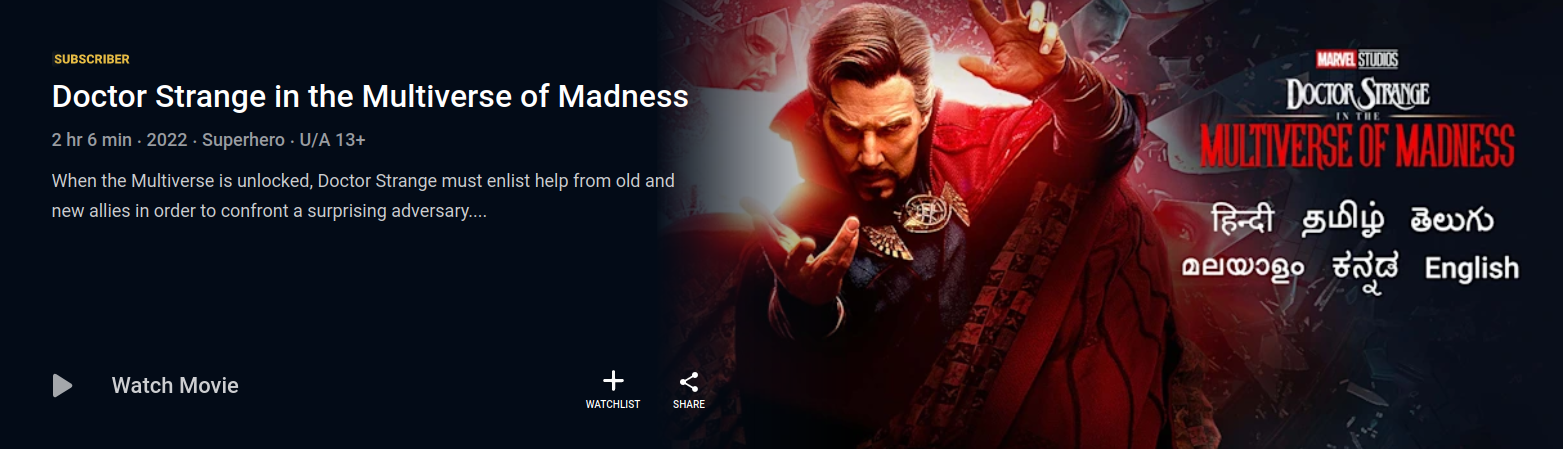 SUBSCRIBER
Doctor Strange in the Multiverse of Madness
2 hr 6 min · 2022 · Superhero · U/A 13+
When the Multiverse is unlocked, Doctor Strange must enlist help from old and
new allies in order to confront a surprising adversary....
Watch Movie
WATCHLIST SHARE
MARVEL STUDIOS
DOCTOR STRANGE
IN THE
MULTIVERSE OF MADNESS
हिन्दी தமிழ் తెలుగు
മലയാളം ಕನ್ನಡ English